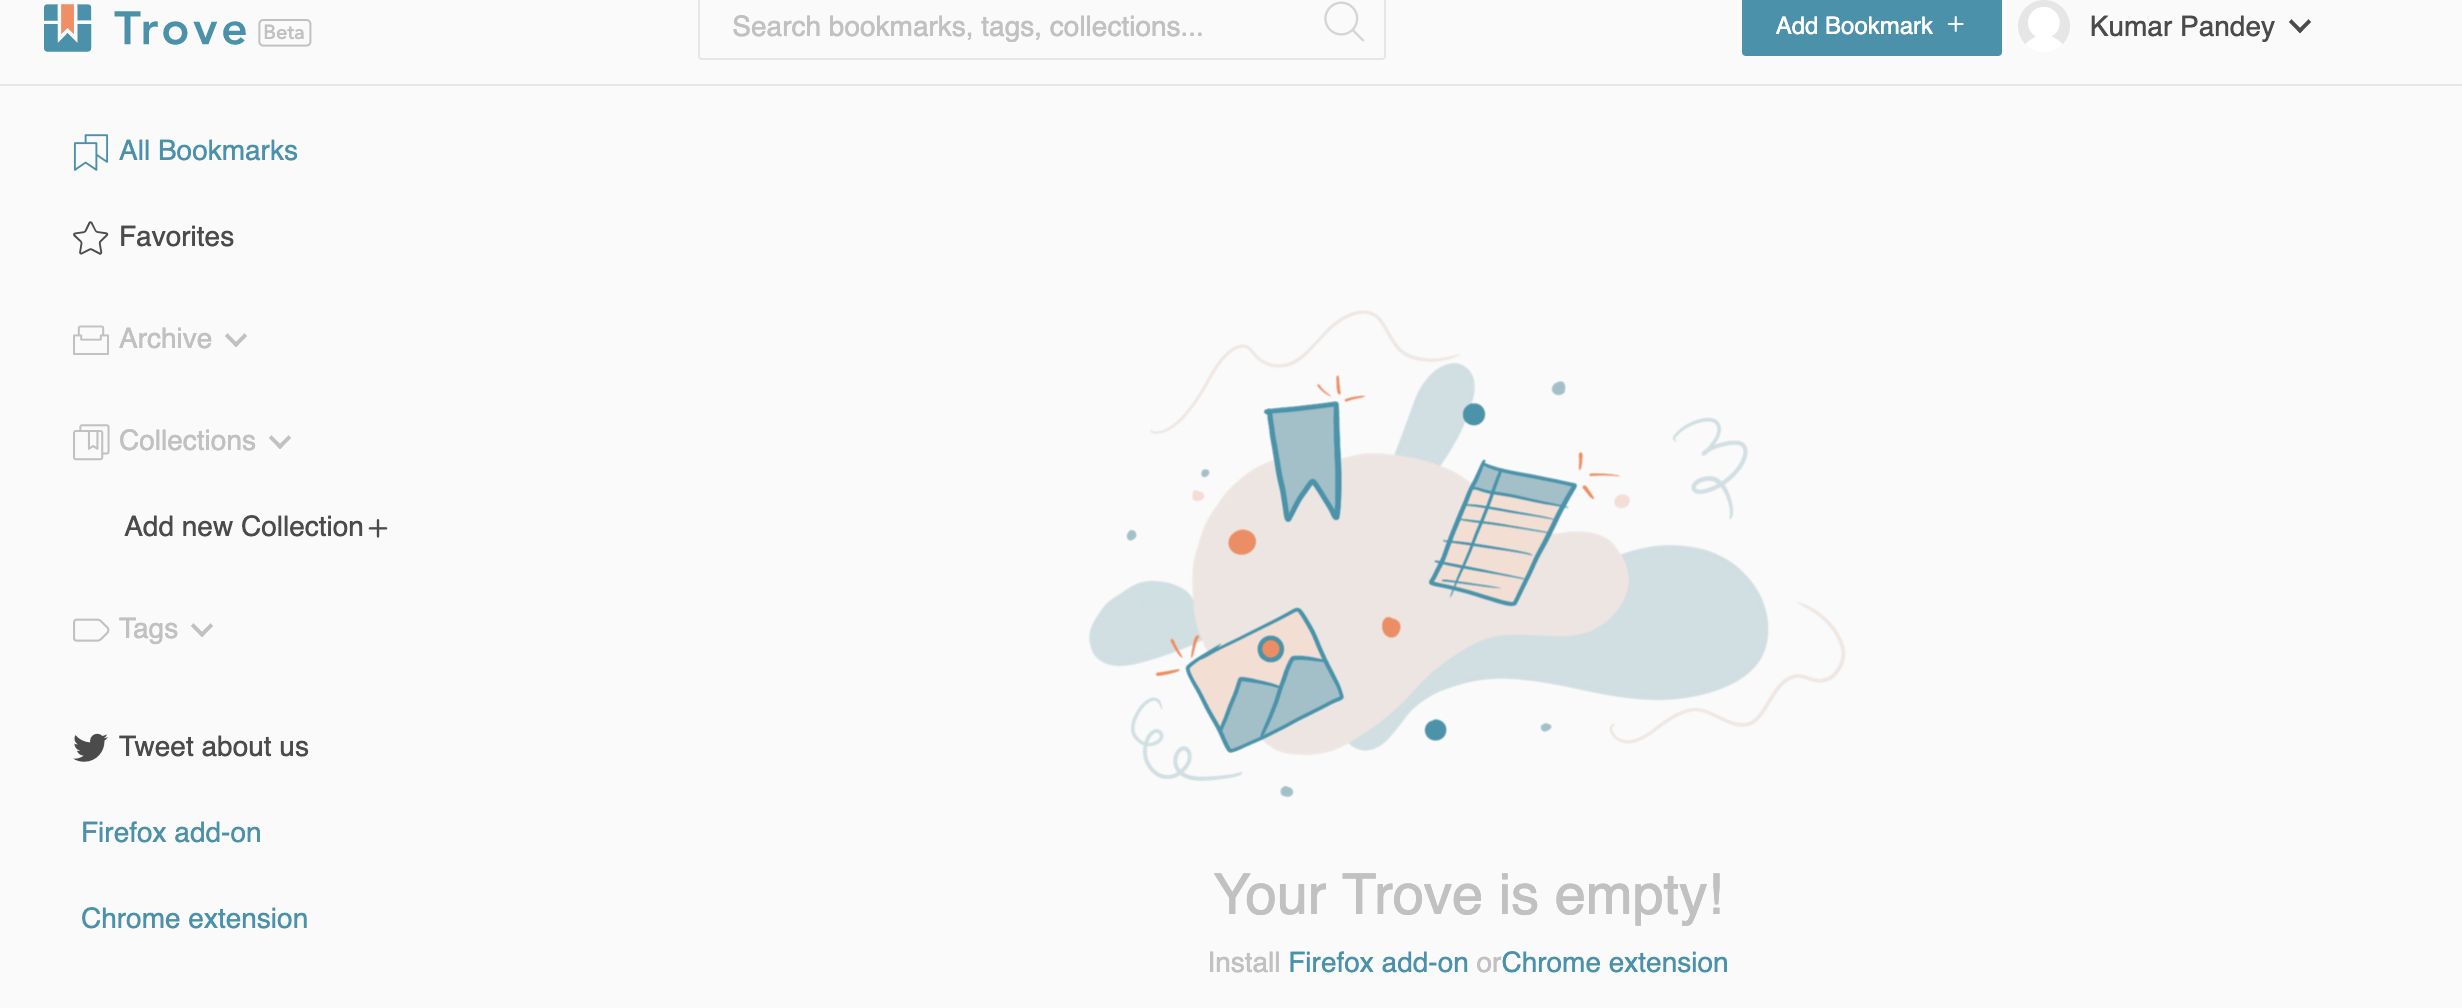 Trove Beta
Search bookmarks, tags, collections...
Add Bookmark +
Kumar Pandey
All Bookmarks
Favorites
Archive
Collections
Add new Collection+
Tags
Tweet about us
Firefox add-on
Chrome extension
Your Trove is empty!
Install Firefox add-on orChrome extension